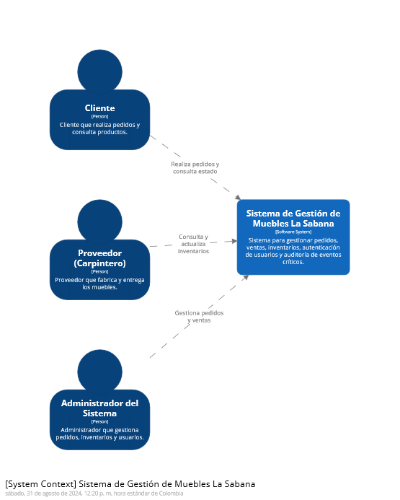 Cliente
[Person]
Cliente que realiza pedidos y
consulta productos.
Realiza pedidos y
consulta estado
Proveedor
(Carpintero)
[Person]
Proveedor que fabrica y entrega
los muebles.
Consulta y
actualiza
inventarios
Sistema de Gestión de
Muebles La Sabana
[Software System]
Sistema para gestionar pedidos,
ventas, inventarios, autenticación
de usuarios y auditoría de eventos
críticos.
Gestiona pedidos
y ventas
Administrador del
Sistema
[Person]
Administrador que gestiona
pedidos, inventarios y usuarios.
[System Context] Sistema de Gestión de Muebles La Sabana
sábado, 31 de agosto de 2024, 12:20 p. m. hora estándar de Colombia